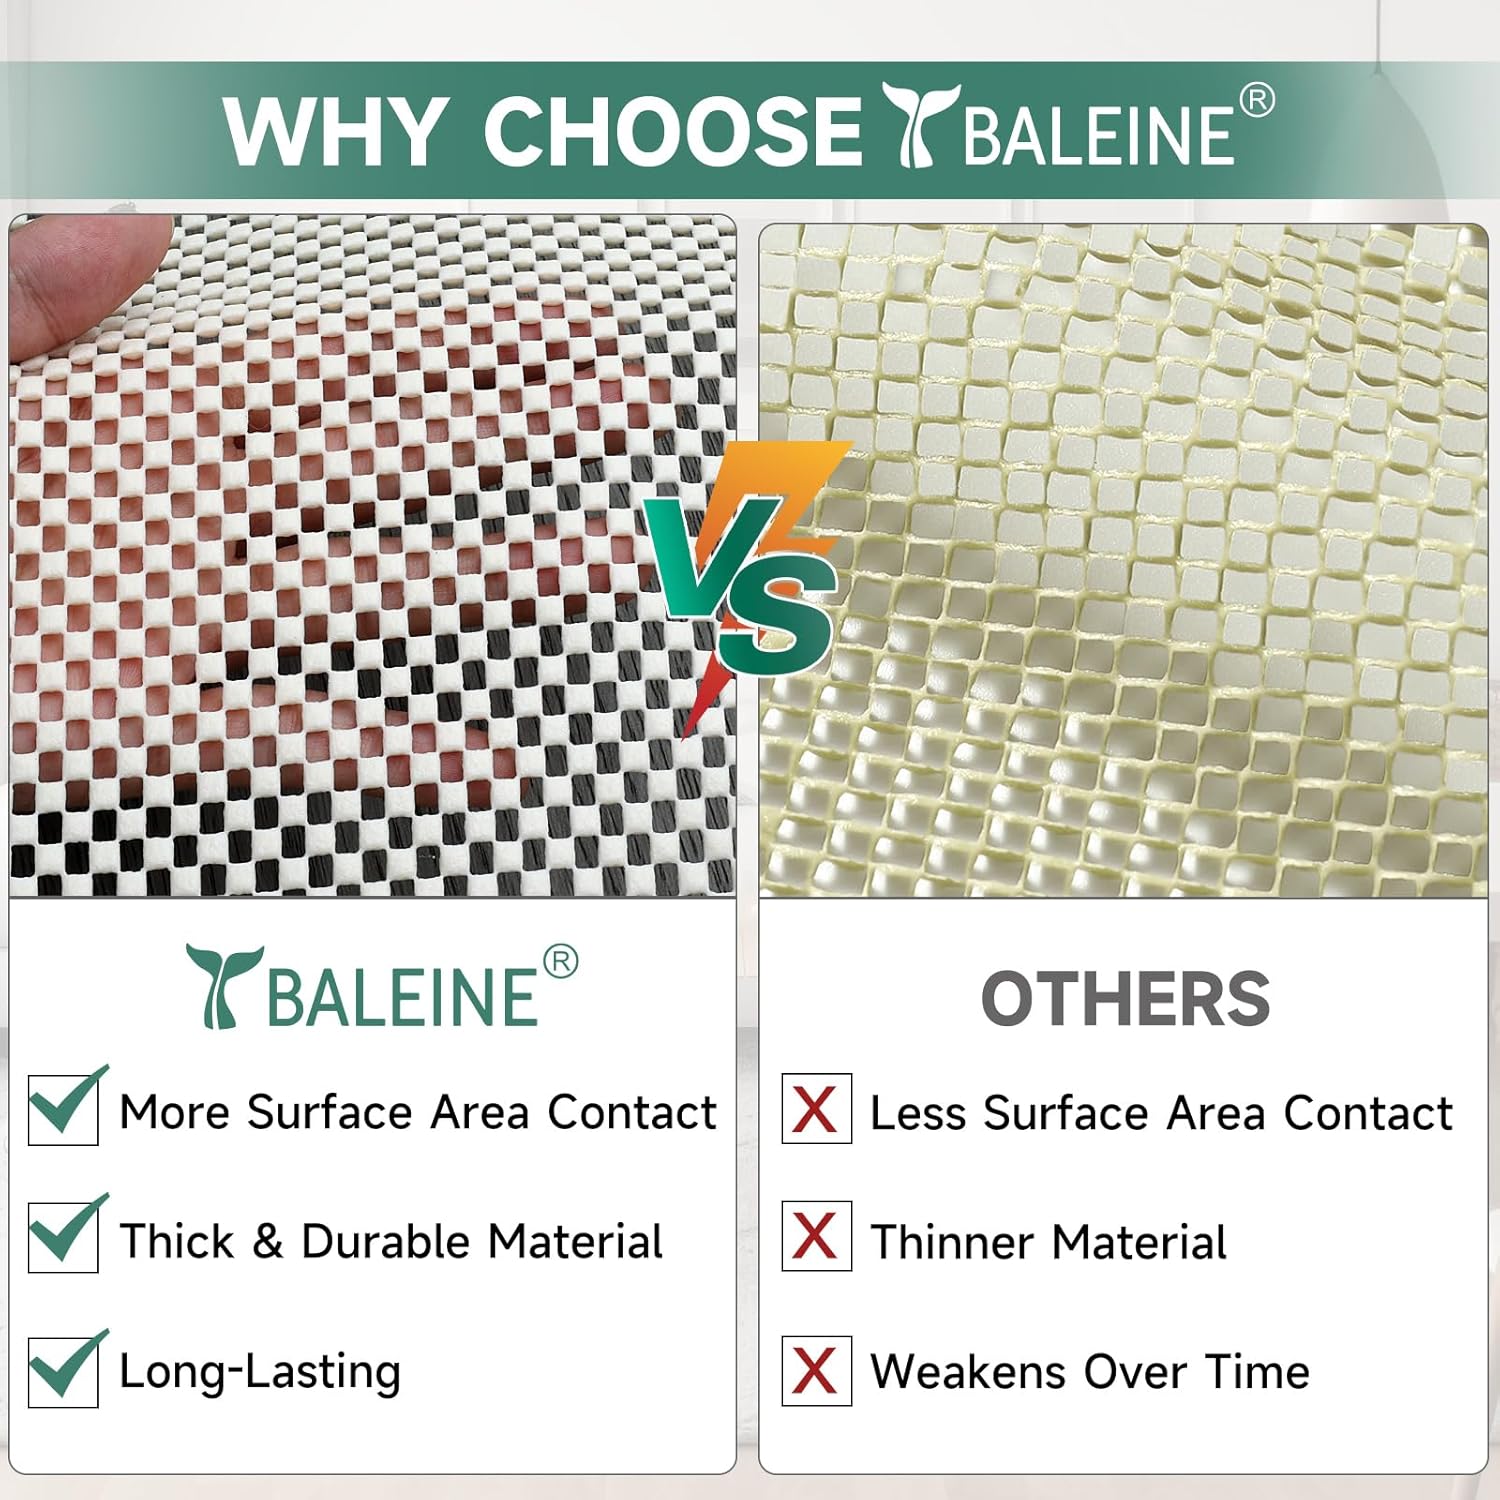 WHY CHOOSE BALEINE®
VS
BALEINE®
More Surface Area Contact
Thick & Durable Material
Long-Lasting
OTHERS
X Less Surface Area Contact
X Thinner Material
X Weakens Over Time